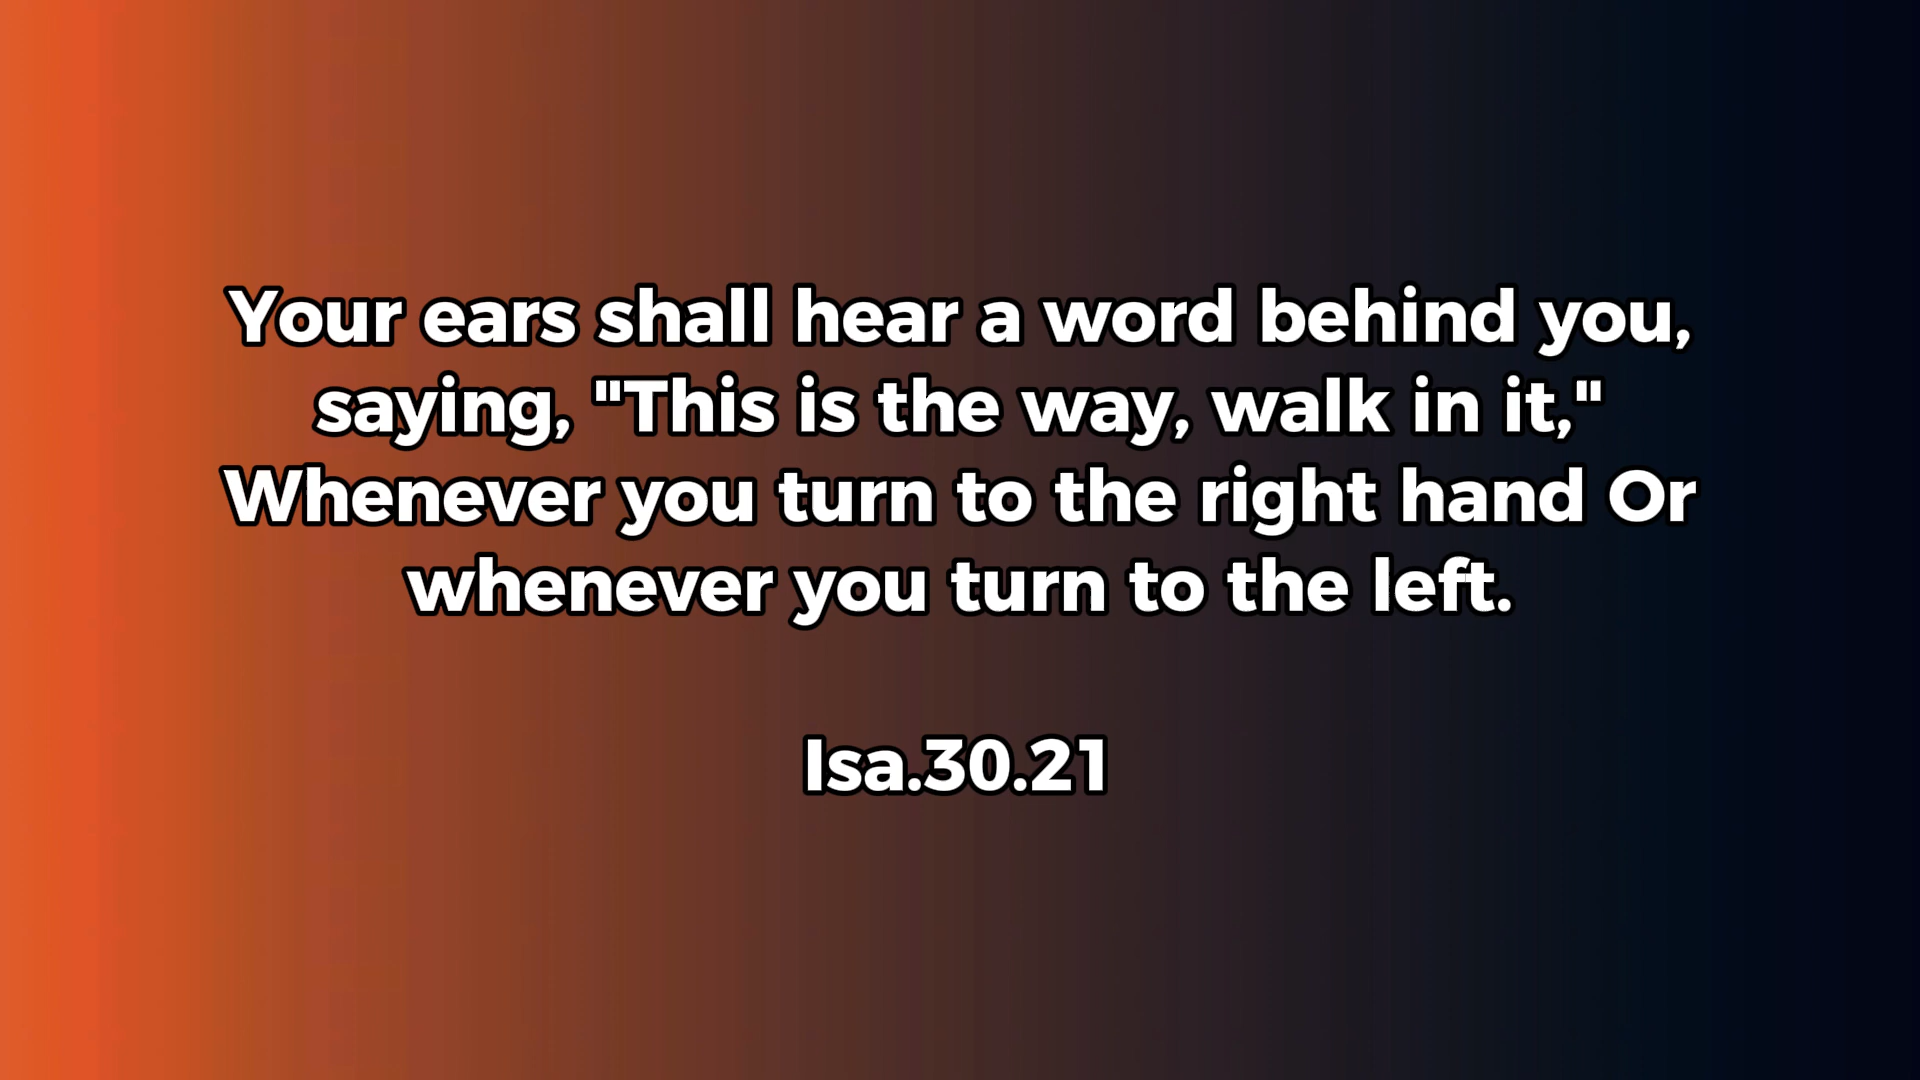 Your ears shall hear a word behind you,
saying, "This is the way, walk in it,"
Whenever you turn to the right hand Or
whenever you turn to the left.
Isa.30.21